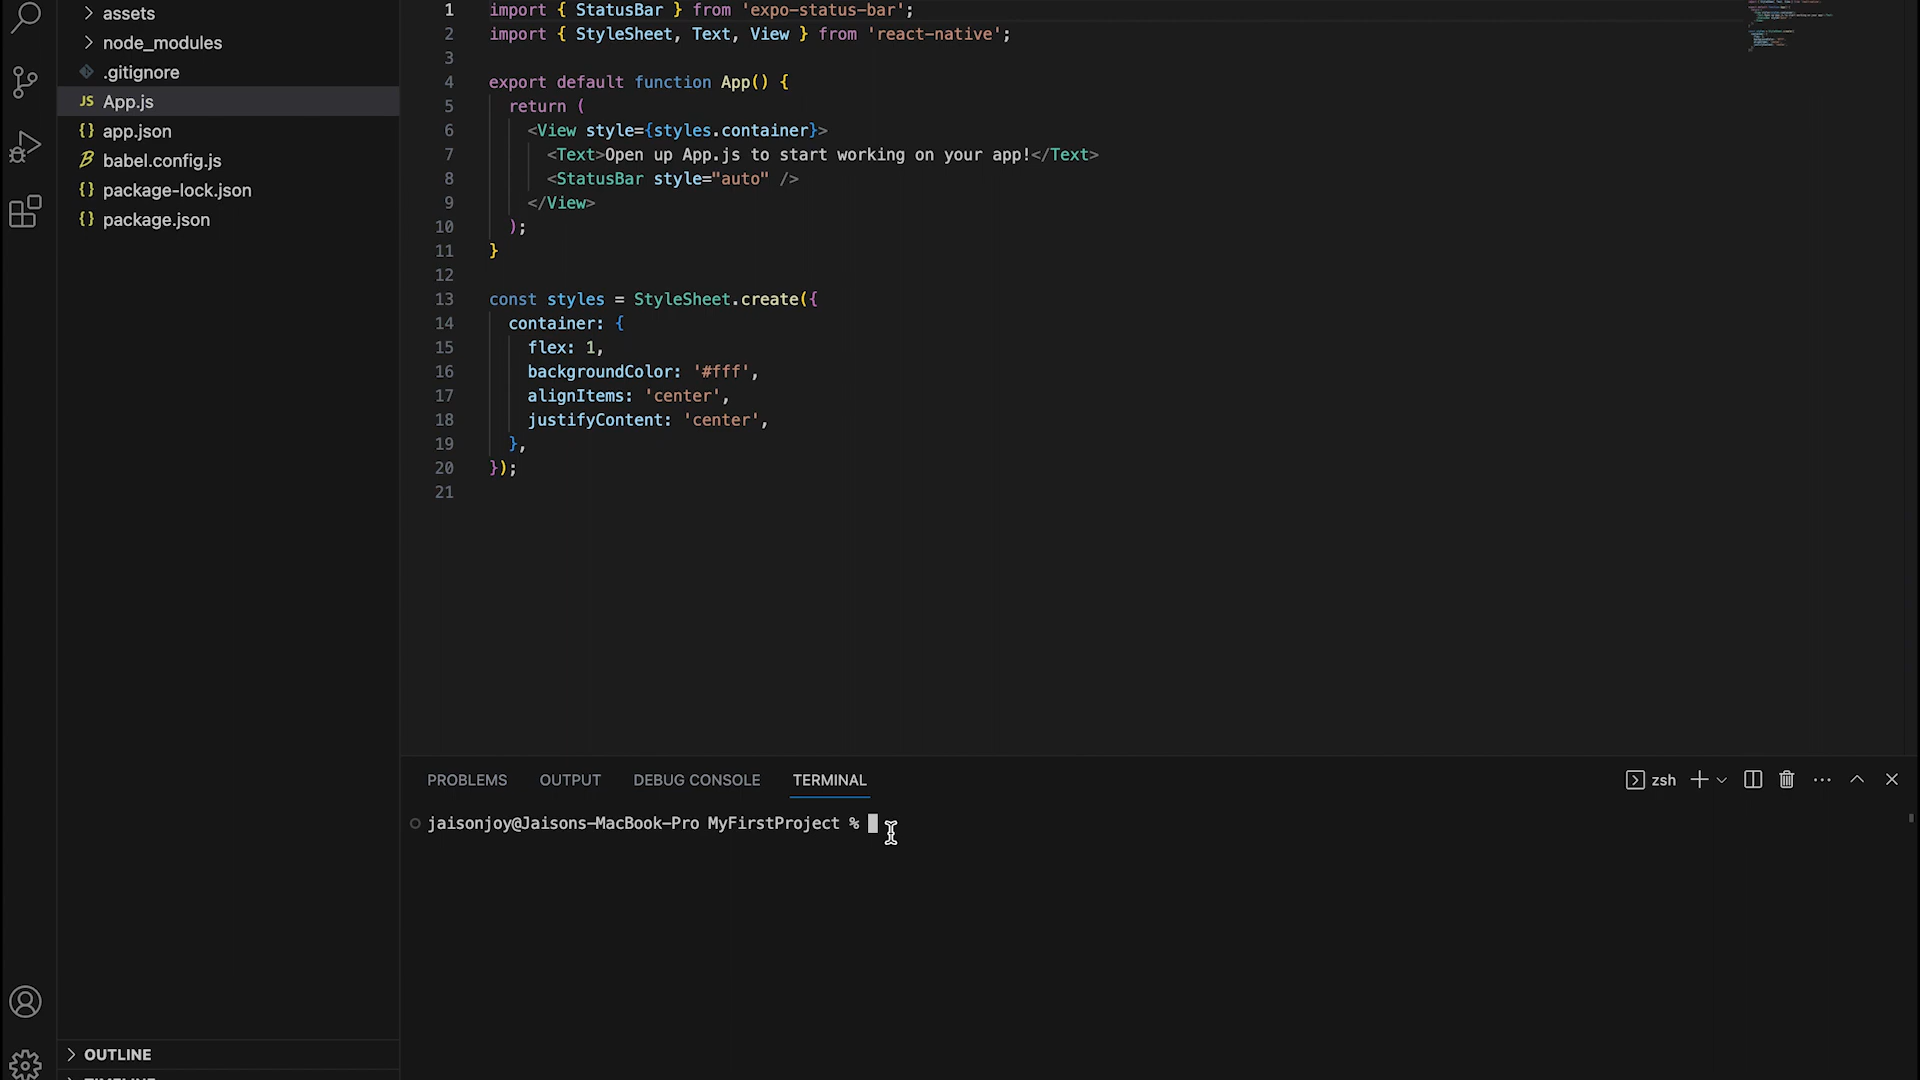 assets
node_modules
.gitignore
JS App.js
{} app.json
babel.config.js
{} package-lock.json
{} package.json
OUTLINE
TIMELINE
1 import { StatusBar } from 'expo-status-bar';
2 import { StyleSheet, Text, View } from 'react-native';
3
4 export default function App() {
5 return (
6 <View style={styles.container}>
7 <Text>Open up App.js to start working on your app!</Text>
8 <StatusBar style="auto" />
9 </View>
10 );
11 }
12
13 const styles = StyleSheet.create({
14 container: {
15 flex: 1,
16 backgroundColor: '#fff',
17 alignItems: 'center',
18 justifyContent: 'center',
19 },
20 });
21
PROBLEMS OUTPUT DEBUG CONSOLE TERMINAL zsh
jaisonjoy@Jaisons-MacBook-Pro MyFirstProject %